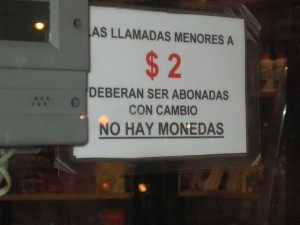 LAS LLAMADAS MENORES A
$ 2
DEBERAN SER ABONADAS
CON CAMBIO
NO HAY MONEDAS